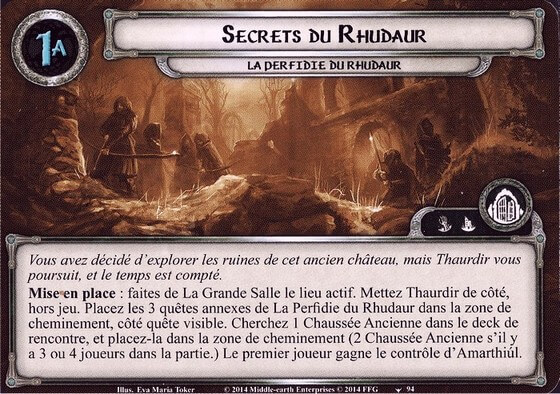 1A
SECRETS DU RHUDAUR
LA PERFIDIE DU RHUDAUR
Vous avez décidé d'explorer les ruines de cet ancien château, mais Thaurdir vous
poursuit, et le temps est compté.
Mise en place : faites de La Grande Salle le lieu actif. Mettez Thaurdir de côté,
hors jeu. Placez les 3 quêtes annexes de La Perfidie du Rhudaur dans la zone de
cheminement, côté quête visible. Cherchez 1 Chaussée Ancienne dans le deck de
rencontre, et placez-la dans la zone de cheminement (2 Chaussée Ancienne s'il y
a 3 ou 4 joueurs dans la partie.) Le premier joueur gagne le contrôle d'Amarthiúl.
Illus. Eva Maria Toker © 2014 Middle-earth Enterprises © 2014 FFG 94